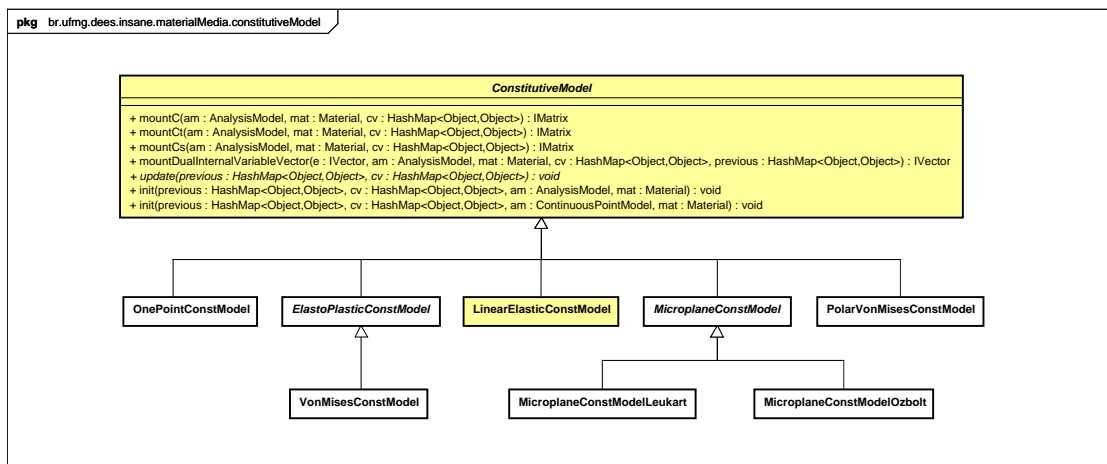 pkg br.ufmg.dees.insane.materialMedia.constitutiveModel
ConstitutiveModel
+ mountC(am : AnalysisModel, mat : Material, cv : HashMap<Object,Object>) : IMatrix
+ mountCt(am : AnalysisModel, mat : Material, cv : HashMap<Object,Object>) : IMatrix
+ mountCs(am : AnalysisModel, mat : Material, cv : HashMap<Object,Object>) : IMatrix
+ mountDualInternalVariableVector(e : IVector, am : AnalysisModel, mat : Material, cv : HashMap<Object,Object>, previous : HashMap<Object,Object>) : IVector
+ update(previous : HashMap<Object,Object>, cv : HashMap<Object,Object>) : void
+ init(previous : HashMap<Object,Object>, cv : HashMap<Object,Object>, am : AnalysisModel, mat : Material) : void
+ init(previous : HashMap<Object,Object>, cv : HashMap<Object,Object>, am : ContinuousPointModel, mat : Material) : void
OnePointConstModel
ElastoPlasticConstModel
LinearElasticConstModel
MicroplaneConstModel
PolarVonMisesConstModel
VonMisesConstModel
MicroplaneConstModelLeukart
MicroplaneConstModelOzbolt